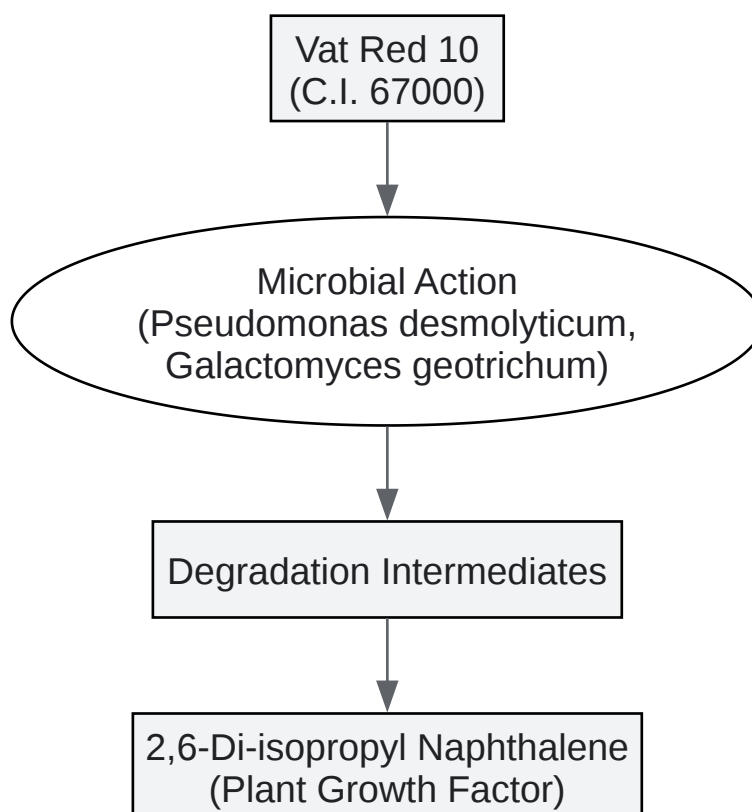 Vat Red 10
(C.I. 67000)
Microbial Action
(Pseudomonas desmolyticum,
Galactomyces geotrichum)
Degradation Intermediates
2,6-Di-isopropyl Naphthalene
(Plant Growth Factor)